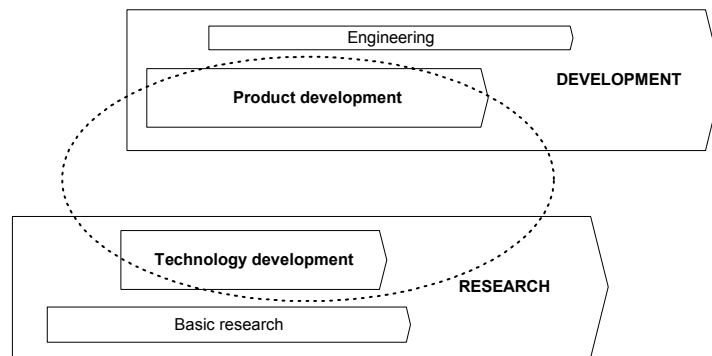 Engineering
DEVELOPMENT
Product development
Technology development
RESEARCH
Basic research